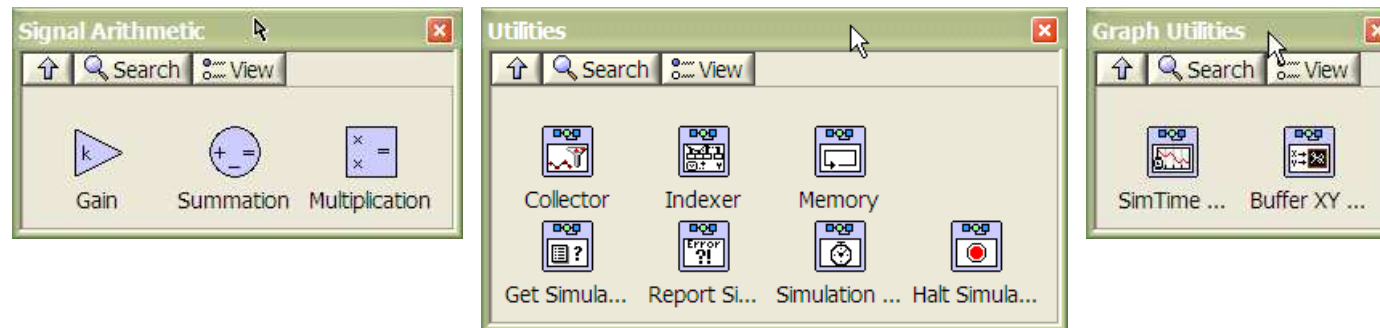 Signal Arithmetic
Search View
k
+ _ =
x x =
Gain Summation Multiplication
Utilities
Search View
Collector Indexer Memory
?
Error ?!
Get Simula... Report Si... Simulation ... Halt Simula...
Graph Utilities
Search View
SimTime ... Buffer XY ...